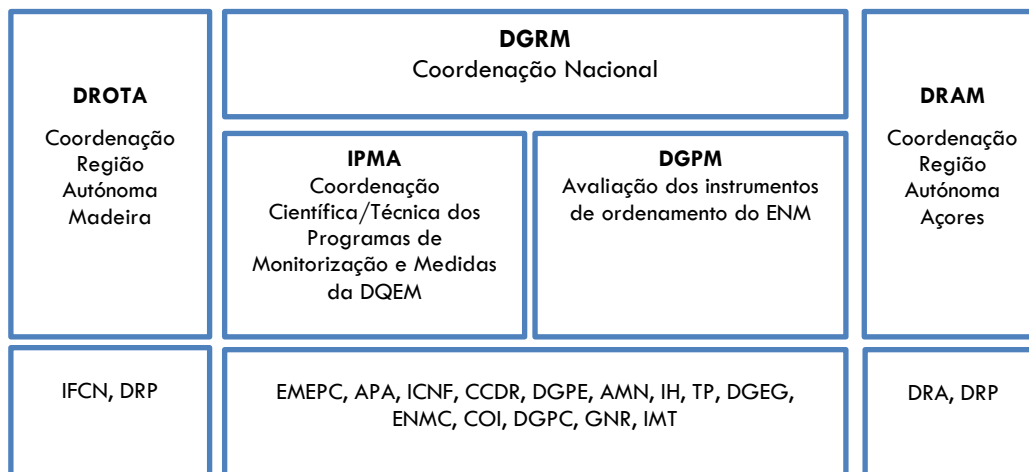 DROTA
Coordenação
Região
Autónoma
Madeira
DGRM
Coordenação Nacional
IPMA
Coordenação
Científica/Técnica dos
Programas de
Monitorização e Medidas
da DQEM
DGPM
Avaliação dos instrumentos
de ordenamento do ENM
DRAM
Coordenação
Região
Autónoma
Açores
IFCN, DRP
EMEPC, APA, ICNF, CCDR, DGPE, AMN, IH, TP, DGEG,
ENMC, COI, DGPC, GNR, IMT
DRA, DRP